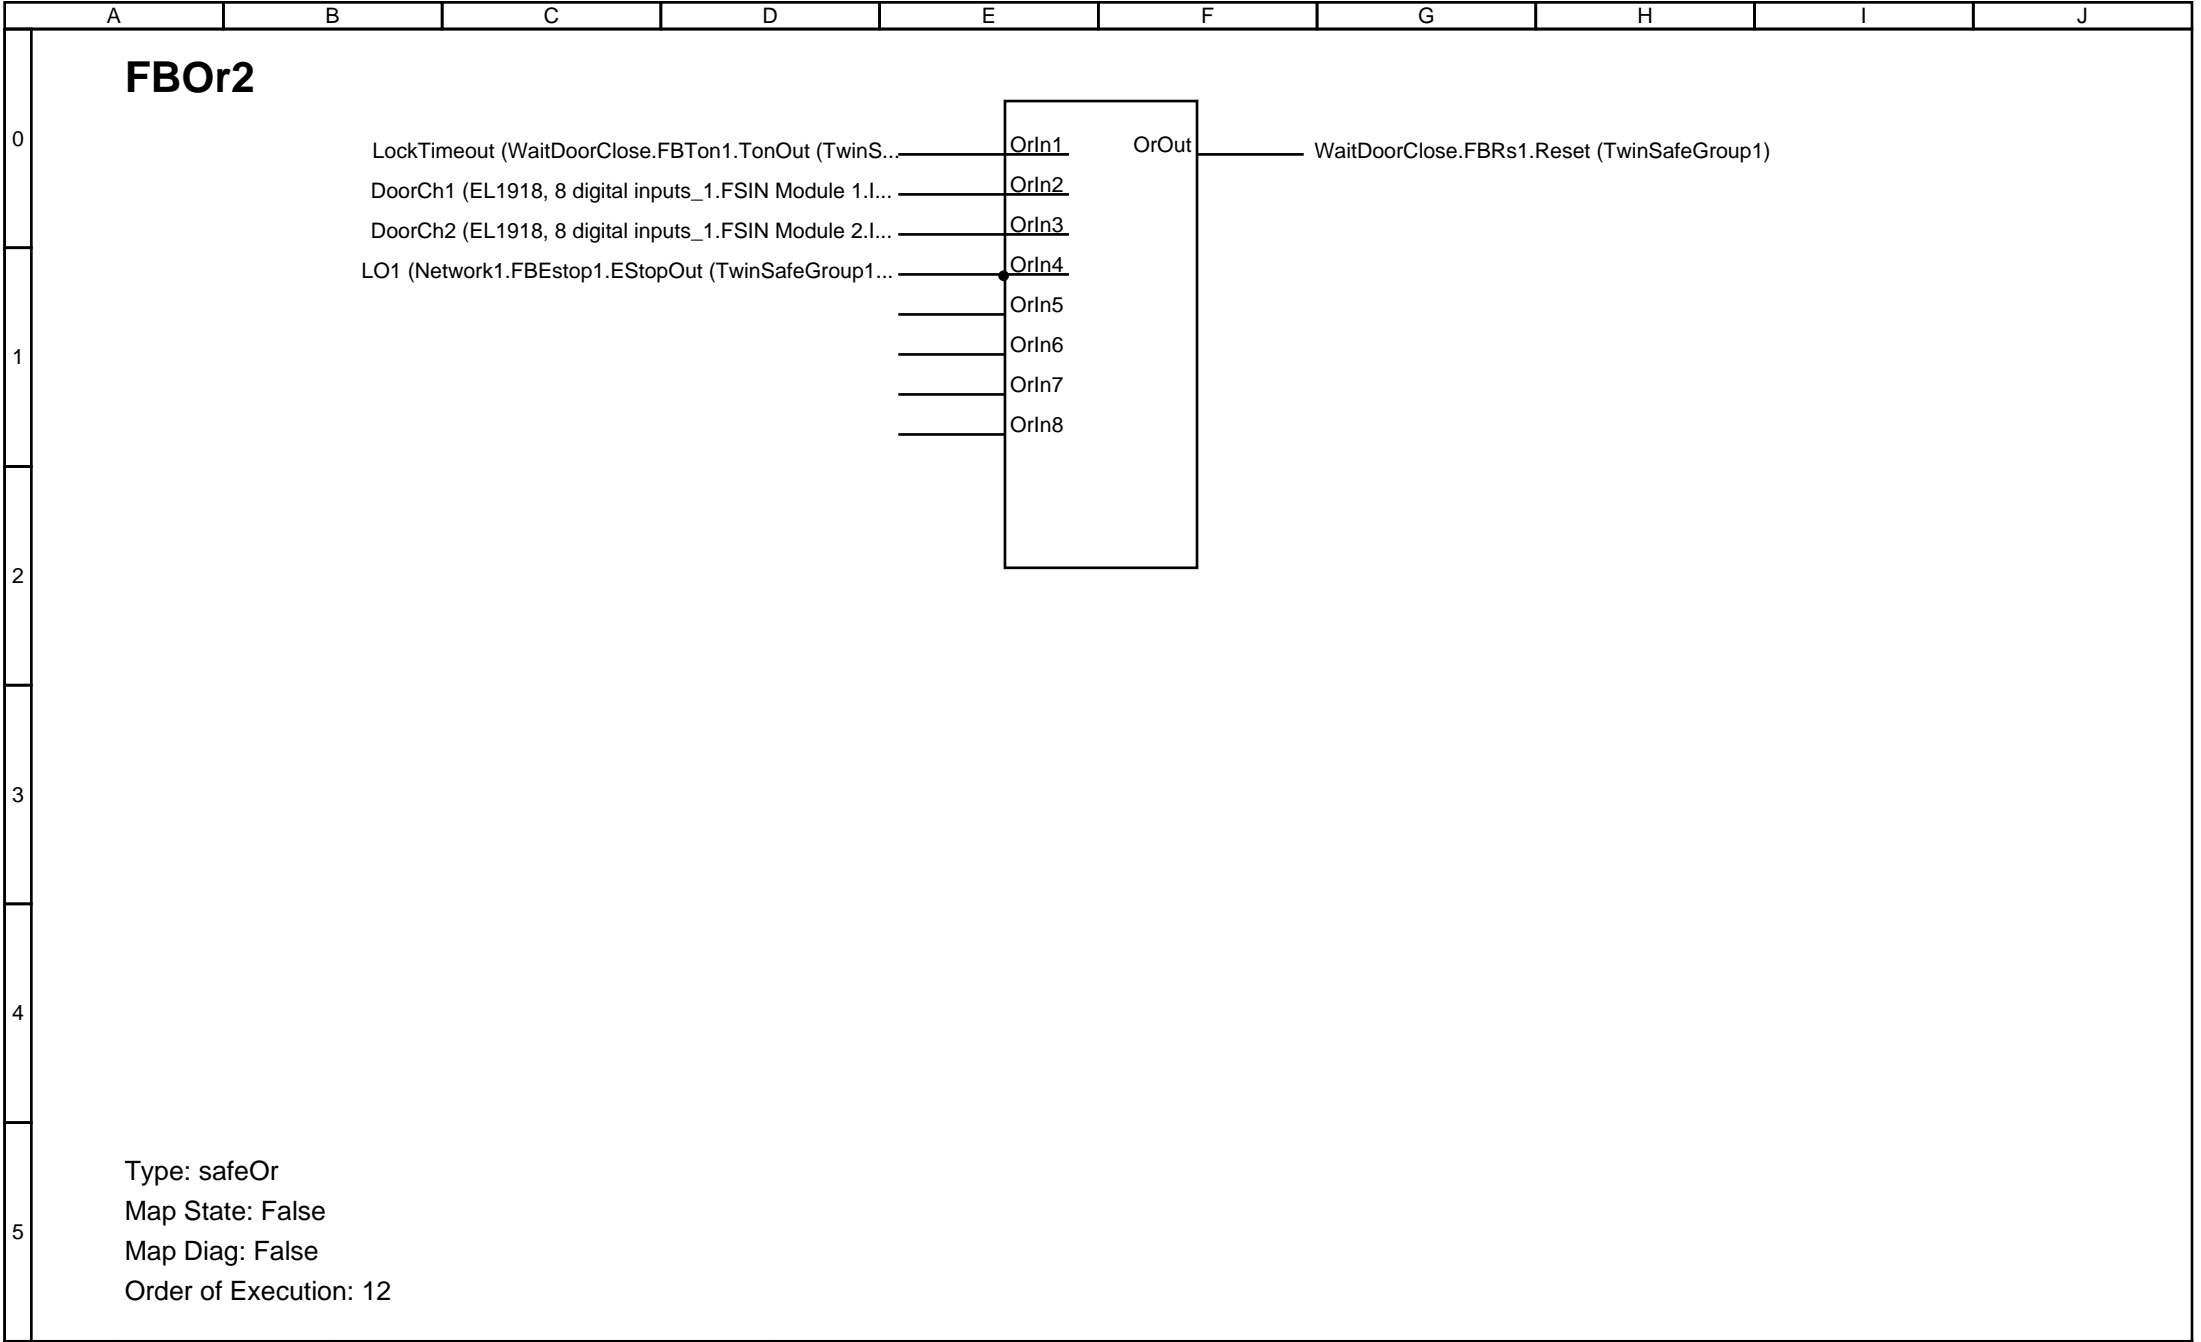 A B C D E F G H I J
FBOr2
0
LockTimeout (WaitDoorClose.FBTon1.TonOut (TwinS... OrIn1 OrOut WaitDoorClose.FBRs1.Reset (TwinSafeGroup1)
DoorCh1 (EL1918, 8 digital inputs_1.FSIN Module 1.I... OrIn2
DoorCh2 (EL1918, 8 digital inputs_1.FSIN Module 2.I... OrIn3
LO1 (Network1.FBEstop1.EStopOut (TwinSafeGroup1... OrIn4
OrIn5
1
OrIn6
OrIn7
OrIn8
2
3
4
Type: safeOr
Map State: False
5
Map Diag: False
Order of Execution: 12